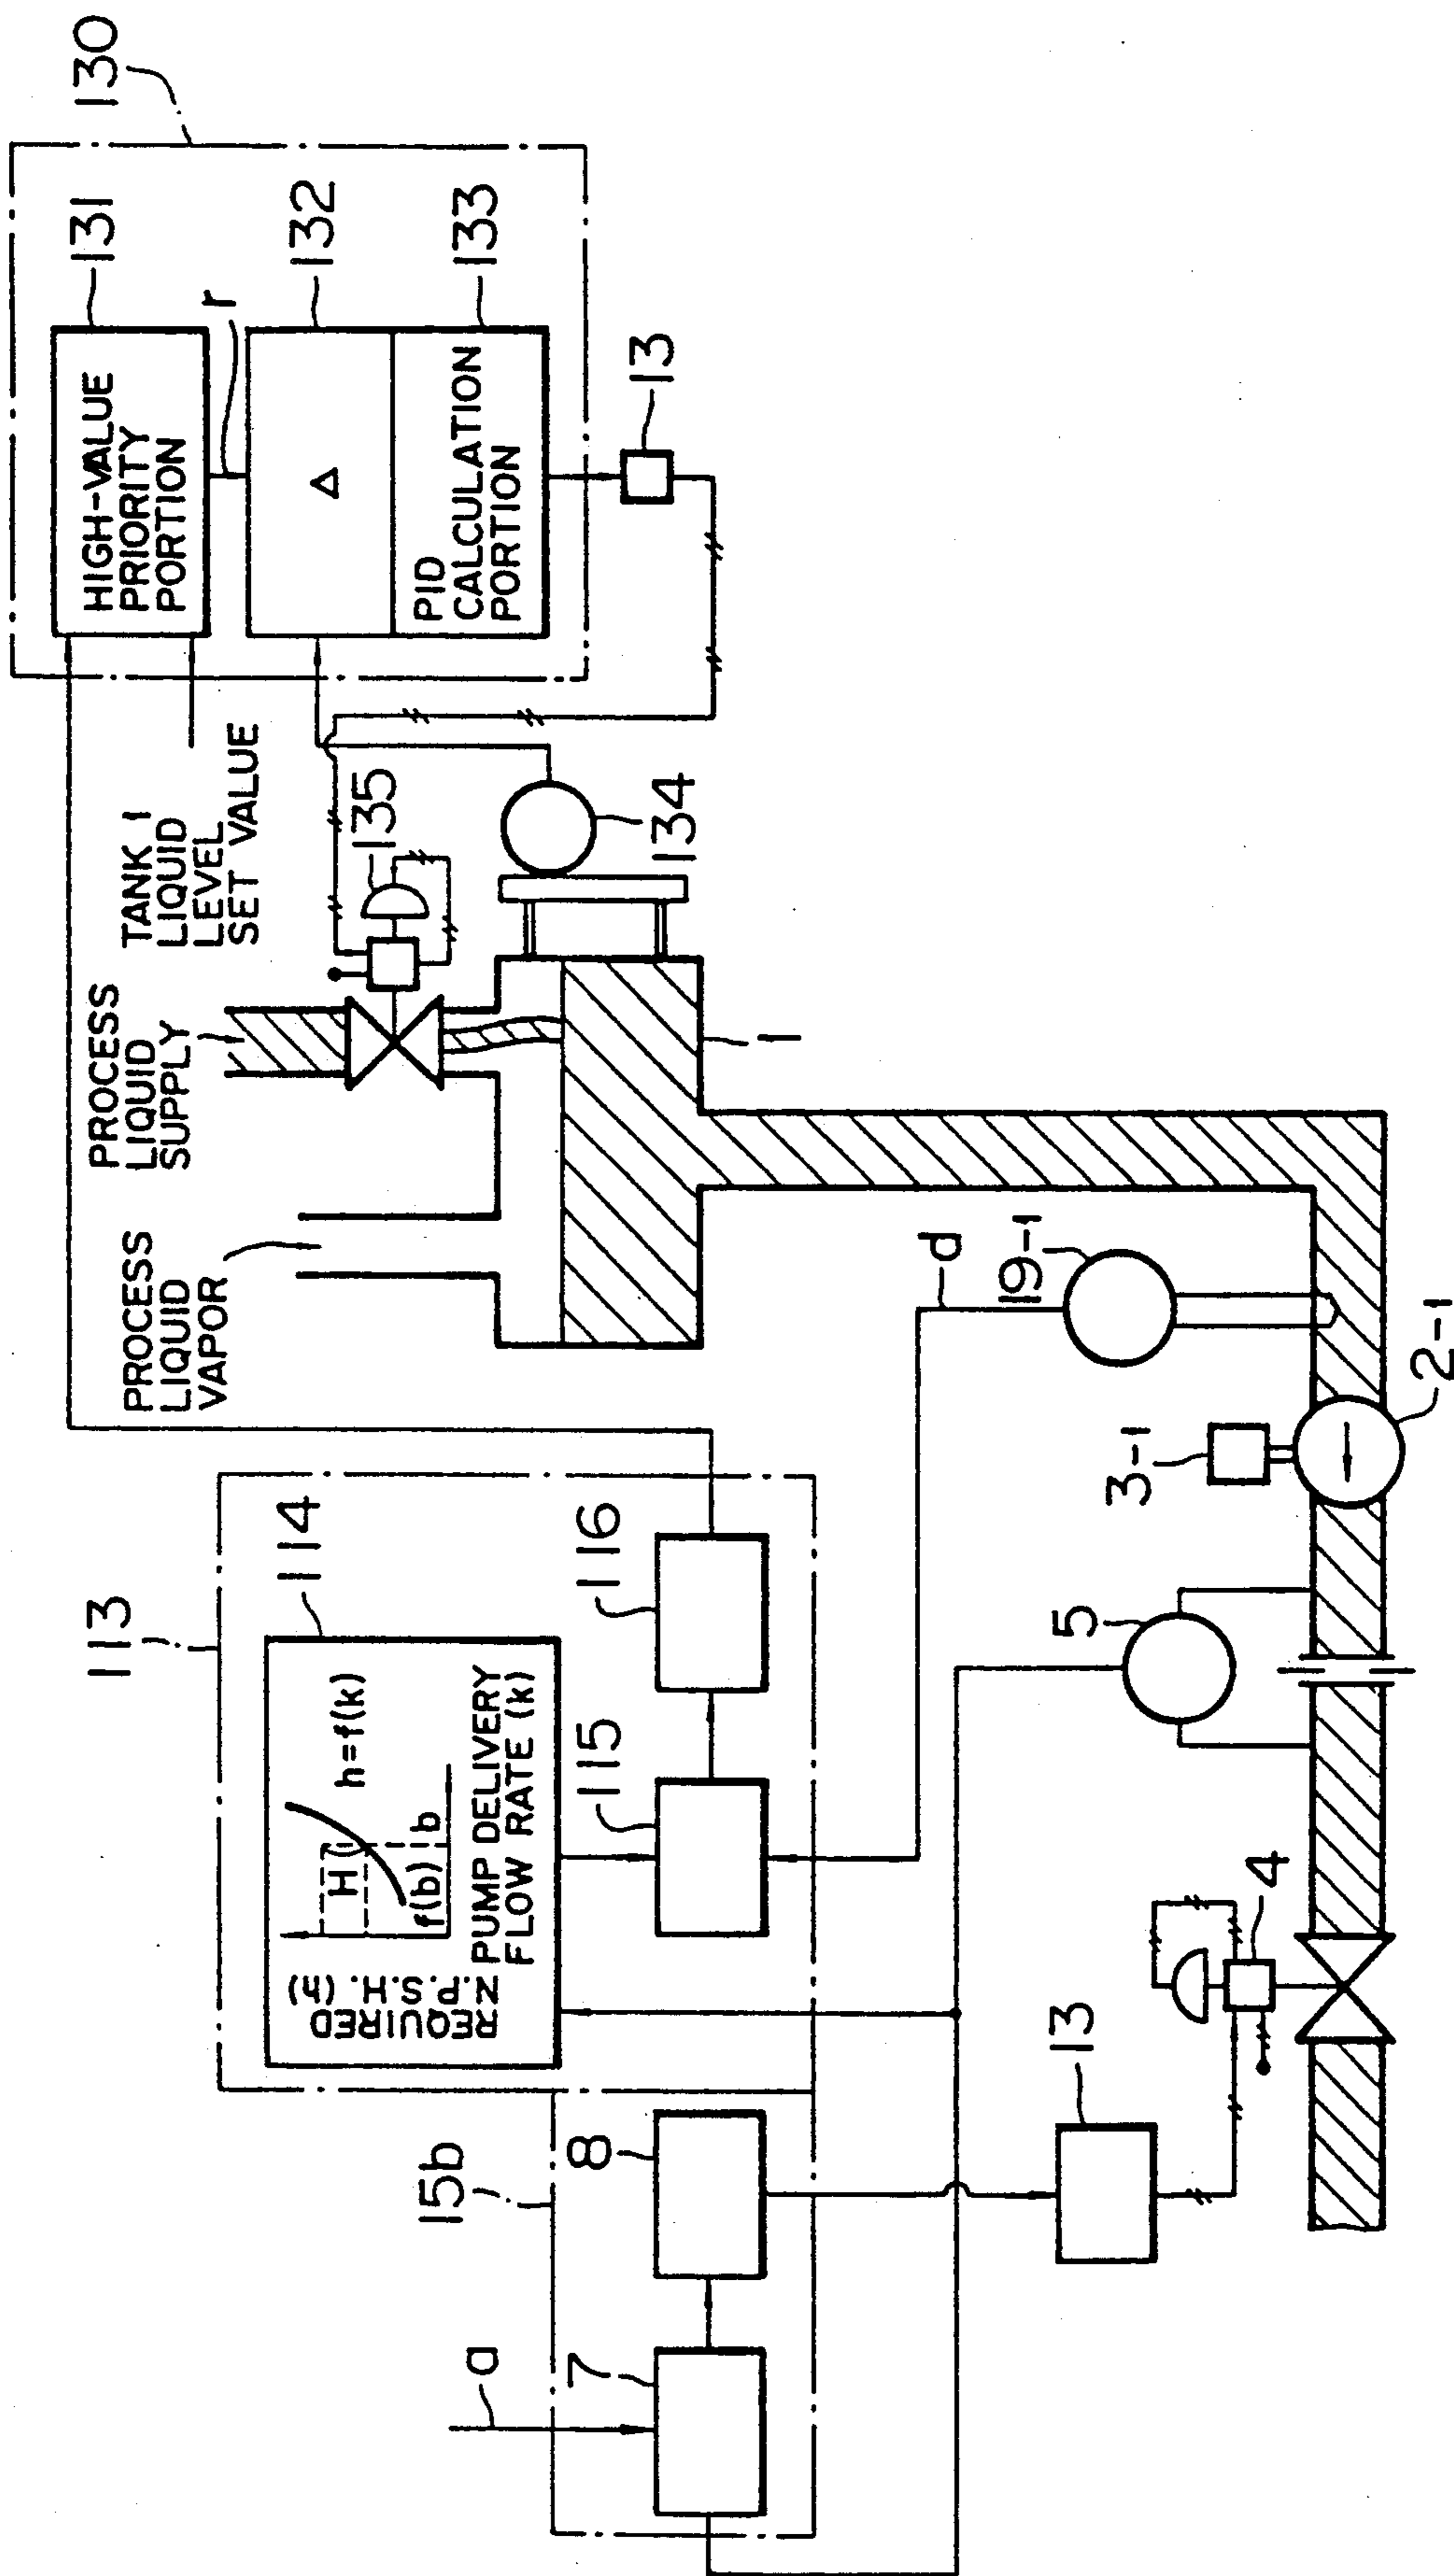 130
131
HIGH-VALUE
PRIORITY
PORTION
r
132
Δ
133
PID
CALCULATION
PORTION
13
TANK 1
LIQUID
LEVEL
SET VALUE
135
134
PROCESS
LIQUID
SUPPLY
PROCESS
LIQUID
VAPOR
1
113
114
h=f(k)
H
f(b)
b
REQUIRED
N.P.S.H. (h)
PUMP DELIVERY
FLOW RATE (k)
115
116
d
19-1
3-1
2-1
5
15b
8
7
a
13
4